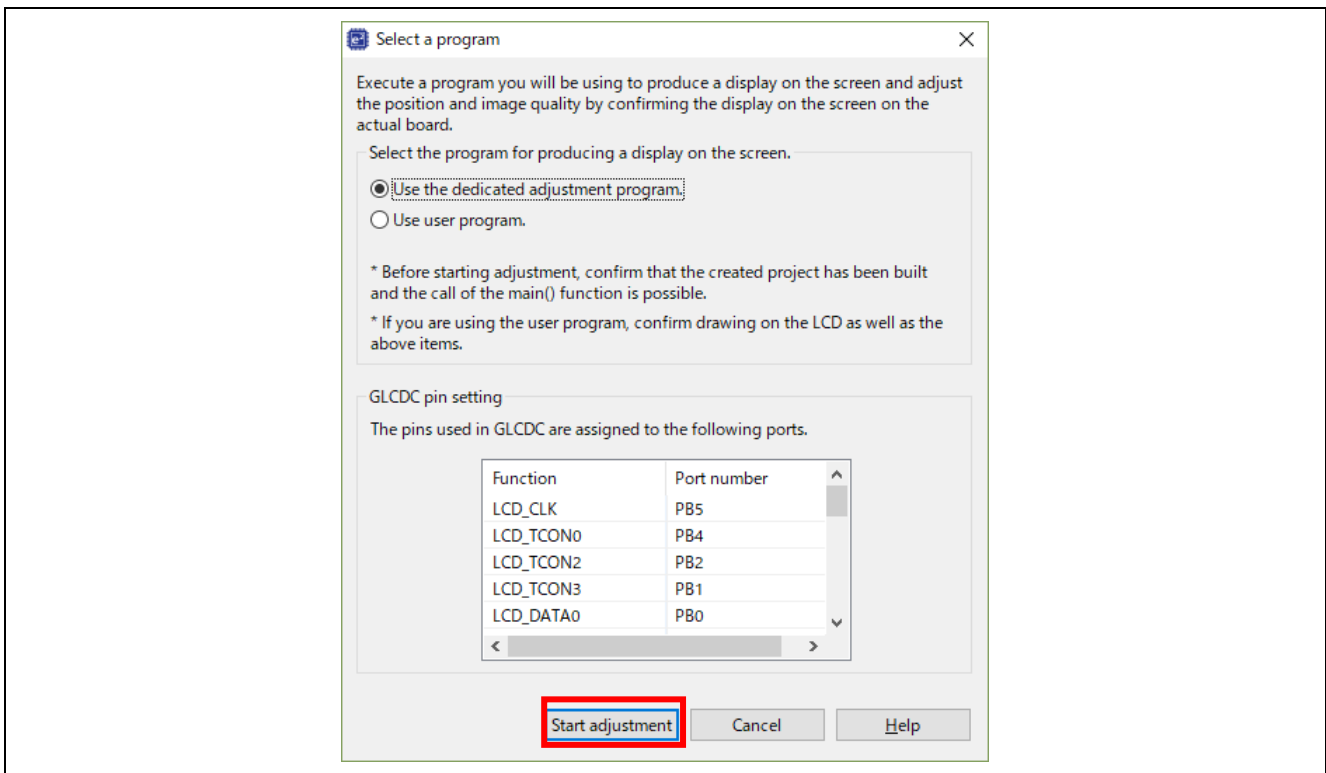 Select a program
Execute a program you will be using to produce a display on the screen and adjust
the position and image quality by confirming the display on the screen on the
actual board.
Select the program for producing a display on the screen.
Use the dedicated adjustment program.
Use user program.
* Before starting adjustment, confirm that the created project has been built
and the call of the main() function is possible.
* If you are using the user program, confirm drawing on the LCD as well as the
above items.
GLCDC pin setting
The pins used in GLCDC are assigned to the following ports.
Function Port number
LCD_CLK PB5
LCD_TCON0 PB4
LCD_TCON2 PB2
LCD_TCON3 PB1
LCD_DATA0 PB0
Start adjustment Cancel Help